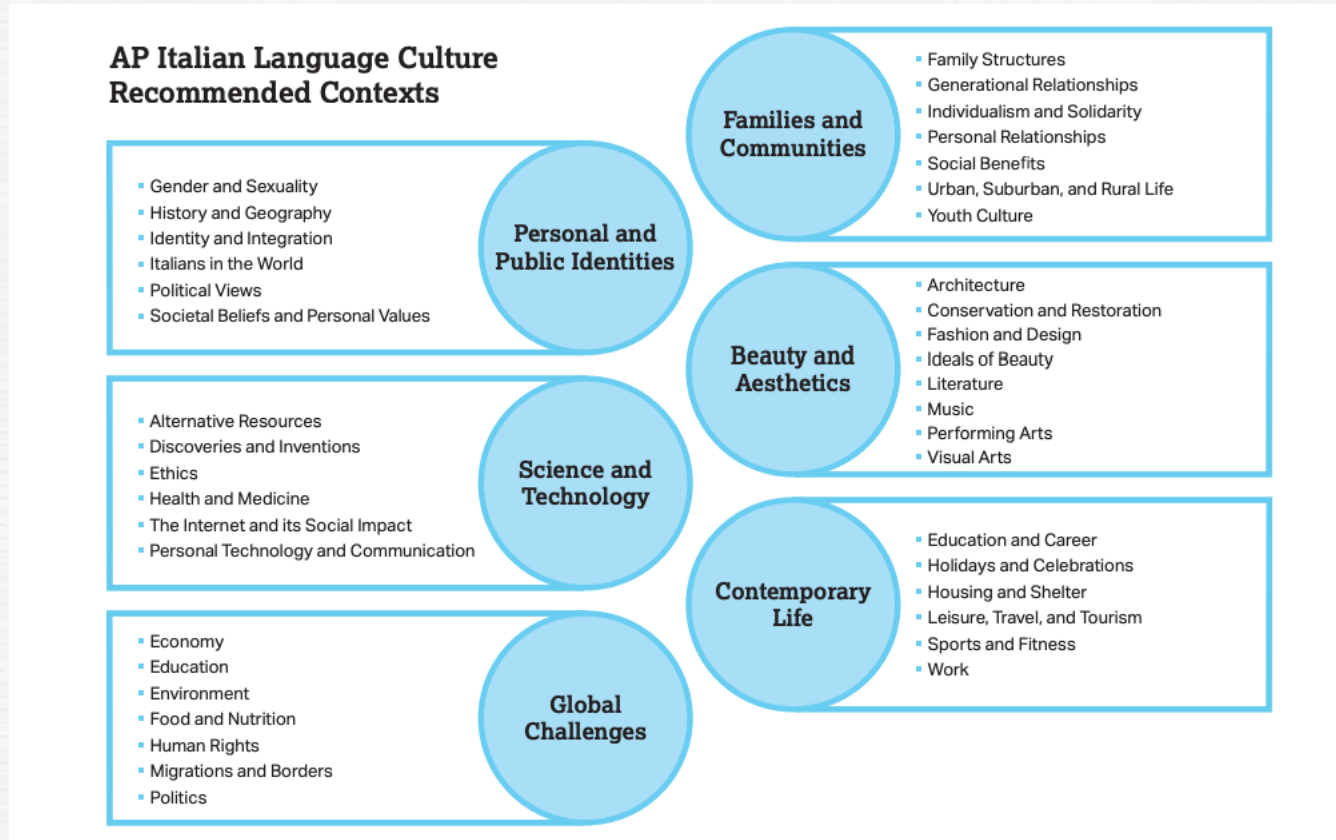 AP Italian Language Culture
Recommended Contexts
▪ Gender and Sexuality
▪ History and Geography
▪ Identity and Integration
▪ Italians in the World
▪ Political Views
▪ Societal Beliefs and Personal Values
Personal and
Public Identities
▪ Alternative Resources
▪ Discoveries and Inventions
▪ Ethics
▪ Health and Medicine
▪ The Internet and its Social Impact
▪ Personal Technology and Communication
Science and
Technology
▪ Economy
▪ Education
▪ Environment
▪ Food and Nutrition
▪ Human Rights
▪ Migrations and Borders
▪ Politics
Global
Challenges
Families and
Communities
▪ Family Structures
▪ Generational Relationships
▪ Individualism and Solidarity
▪ Personal Relationships
▪ Social Benefits
▪ Urban, Suburban, and Rural Life
▪ Youth Culture
Beauty and
Aesthetics
▪ Architecture
▪ Conservation and Restoration
▪ Fashion and Design
▪ Ideals of Beauty
▪ Literature
▪ Music
▪ Performing Arts
▪ Visual Arts
Contemporary
Life
▪ Education and Career
▪ Holidays and Celebrations
▪ Housing and Shelter
▪ Leisure, Travel, and Tourism
▪ Sports and Fitness
▪ Work